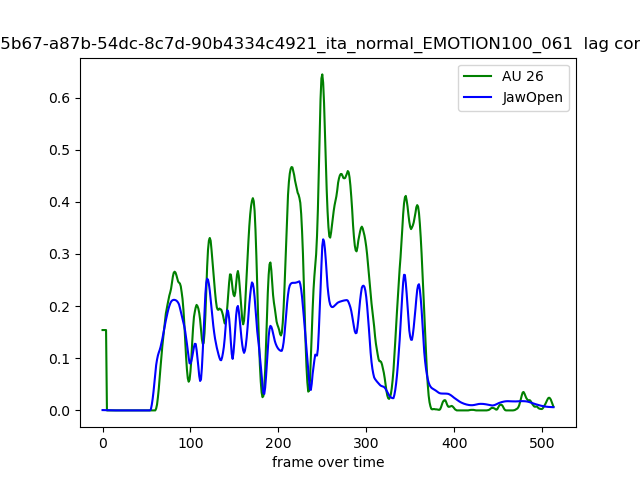 5b67-a87b-54dc-8c7d-90b4334c4921_ita_normal_EMOTION100_061  lag cor
AU 26
JawOpen
0.6
0.5
0.4
0.3
0.2
0.1
0.0
0 100 200 300 400 500
frame over time